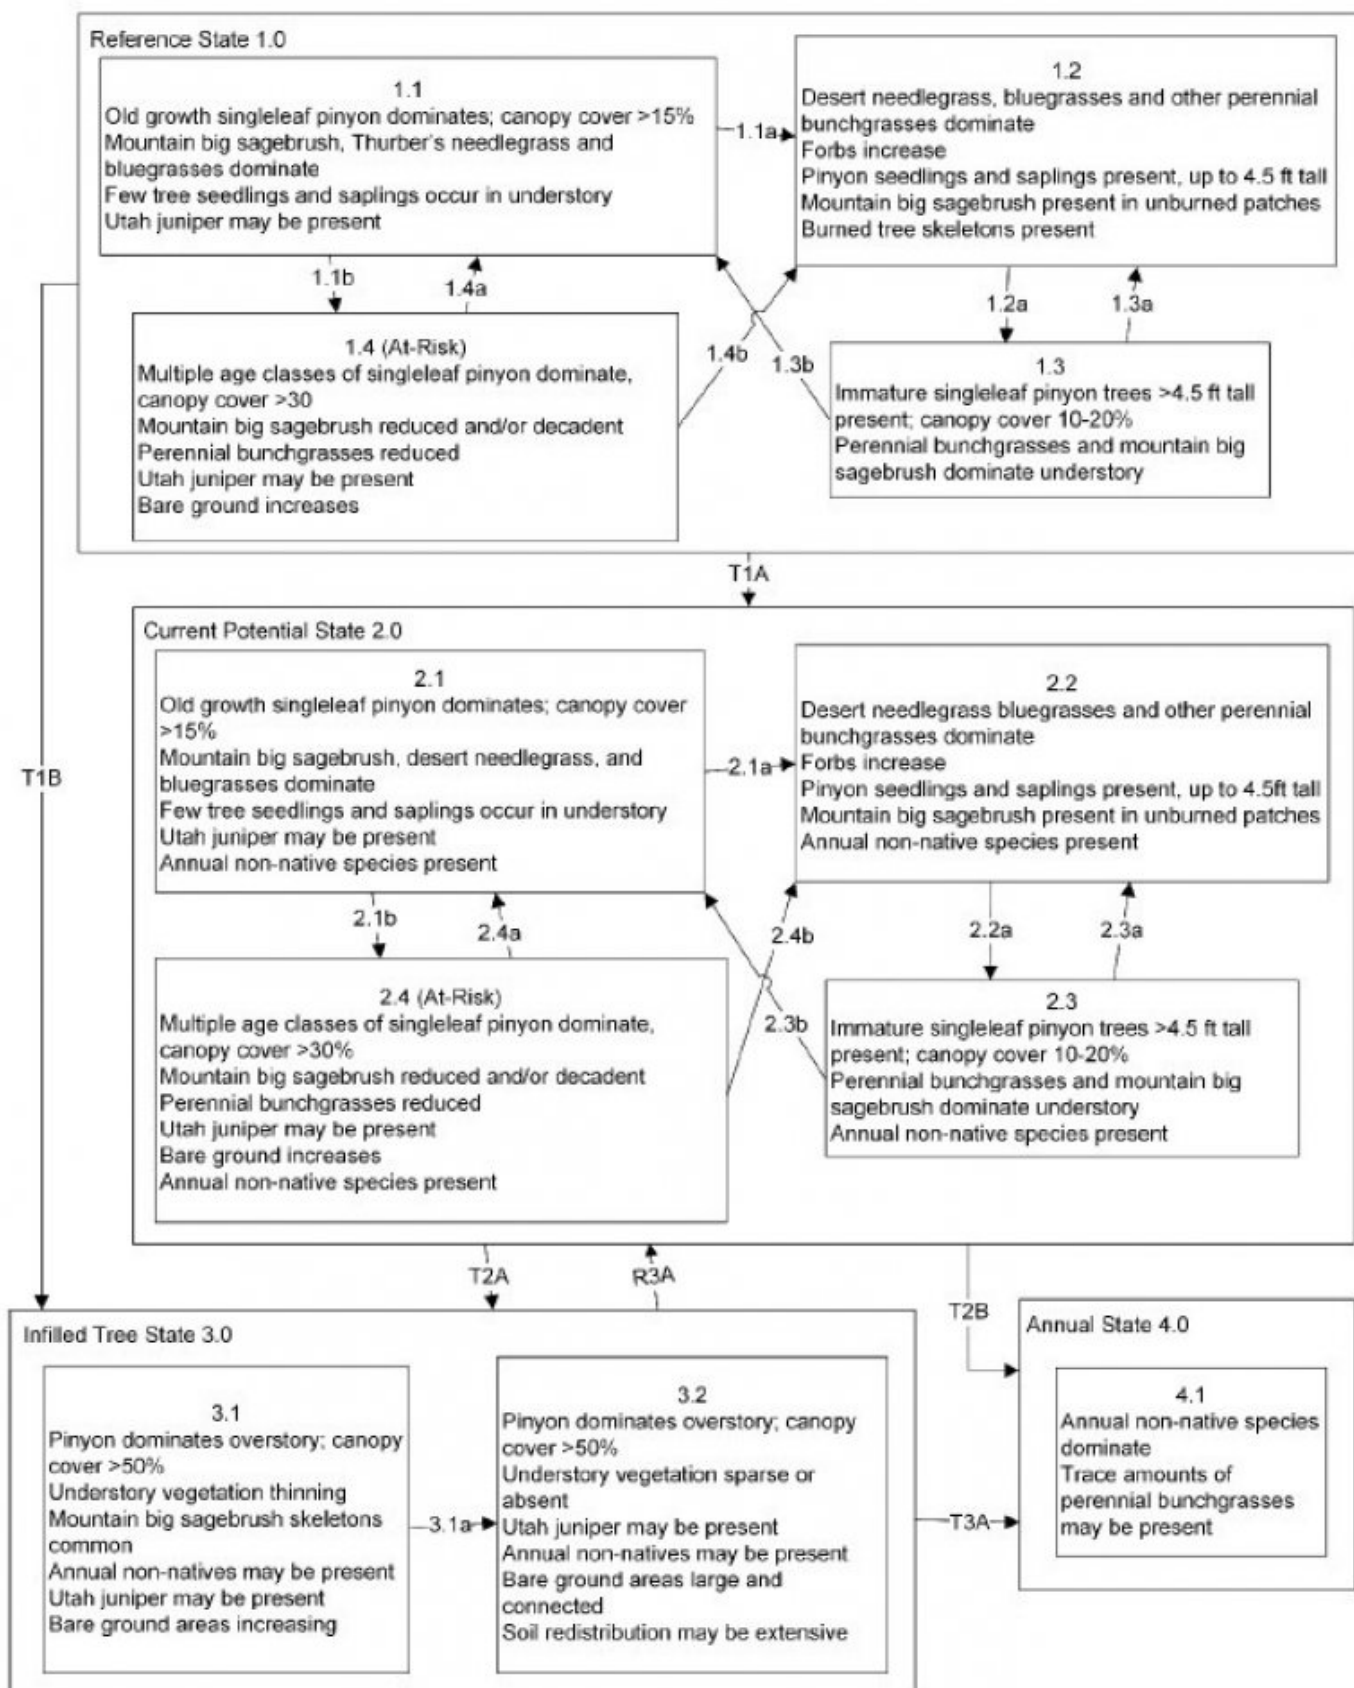 Reference State 1.0
1.1
Old growth singleleaf pinyon dominates; canopy cover >15%
Mountain big sagebrush, Thurber's needlegrass and
bluegrasses dominate
Few tree seedlings and saplings occur in understory
Utah juniper may be present
1.1a
1.2
Desert needlegrass, bluegrasses and other perennial
bunchgrasses dominate
Forbs increase
Pinyon seedlings and saplings present, up to 4.5 ft tall
Mountain big sagebrush present in unburned patches
Burned tree skeletons present
1.1b
1.4a
1.4b
1.3b
1.2a
1.3a
1.4 (At-Risk)
Multiple age classes of singleleaf pinyon dominate,
canopy cover >30
Mountain big sagebrush reduced and/or decadent
Perennial bunchgrasses reduced
Utah juniper may be present
Bare ground increases
1.3
Immature singleleaf pinyon trees >4.5 ft tall
present; canopy cover 10-20%
Perennial bunchgrasses and mountain big
sagebrush dominate understory
T1A
T1B
Current Potential State 2.0
2.1
Old growth singleleaf pinyon dominates; canopy cover
>15%
Mountain big sagebrush, desert needlegrass, and
bluegrasses dominate
Few tree seedlings and saplings occur in understory
Utah juniper may be present
Annual non-native species present
2.1a
2.2
Desert needlegrass bluegrasses and other perennial
bunchgrasses dominate
Forbs increase
Pinyon seedlings and saplings present, up to 4.5ft tall
Mountain big sagebrush present in unburned patches
Annual non-native species present
2.1b
2.4a
2.4b
2.3b
2.2a
2.3a
2.4 (At-Risk)
Multiple age classes of singleleaf pinyon dominate,
canopy cover >30%
Mountain big sagebrush reduced and/or decadent
Perennial bunchgrasses reduced
Utah juniper may be present
Bare ground increases
Annual non-native species present
2.3
Immature singleleaf pinyon trees >4.5 ft tall
present; canopy cover 10-20%
Perennial bunchgrasses and mountain big
sagebrush dominate understory
Annual non-native species present
T2A
R3A
T2B
Infilled Tree State 3.0
3.1
Pinyon dominates overstory; canopy
cover >50%
Understory vegetation thinning
Mountain big sagebrush skeletons
common
Annual non-natives may be present
Utah juniper may be present
Bare ground areas increasing
3.1a
3.2
Pinyon dominates overstory; canopy
cover >50%
Understory vegetation sparse or
absent
Utah juniper may be present
Annual non-natives may be present
Bare ground areas large and
connected
Soil redistribution may be extensive
T3A
Annual State 4.0
4.1
Annual non-native species
dominate
Trace amounts of
perennial bunchgrasses
may be present